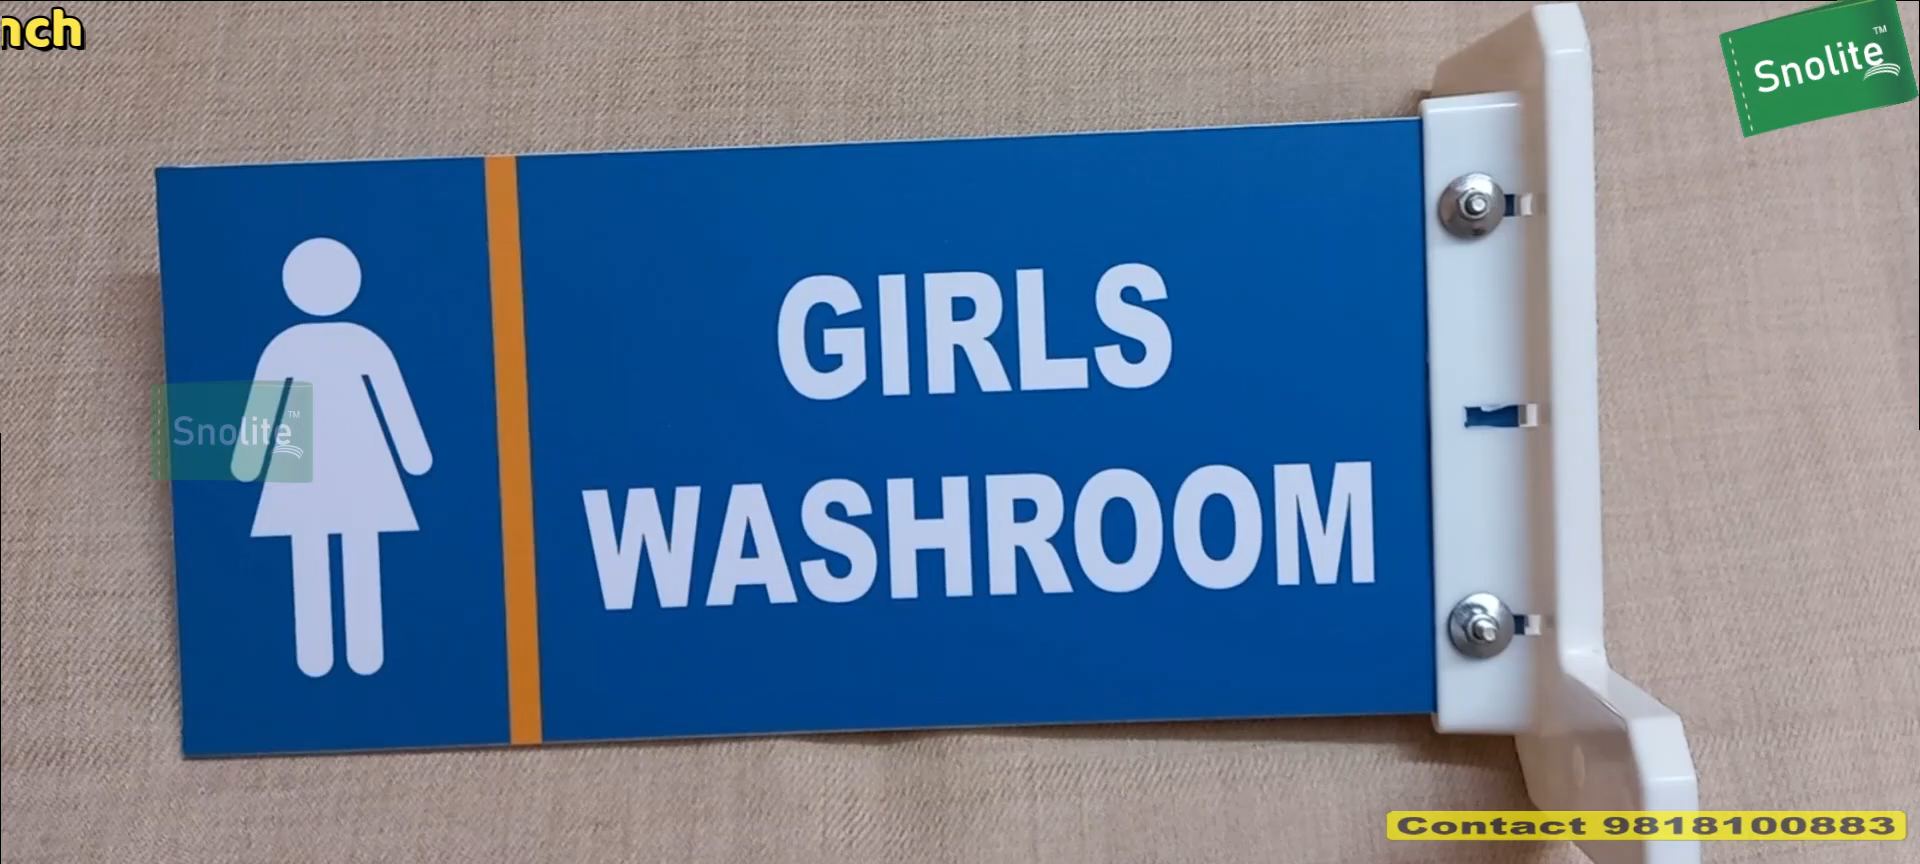 nch
Snolite™
GIRLS
WASHROOM
Snolite™
Contact 9818100883